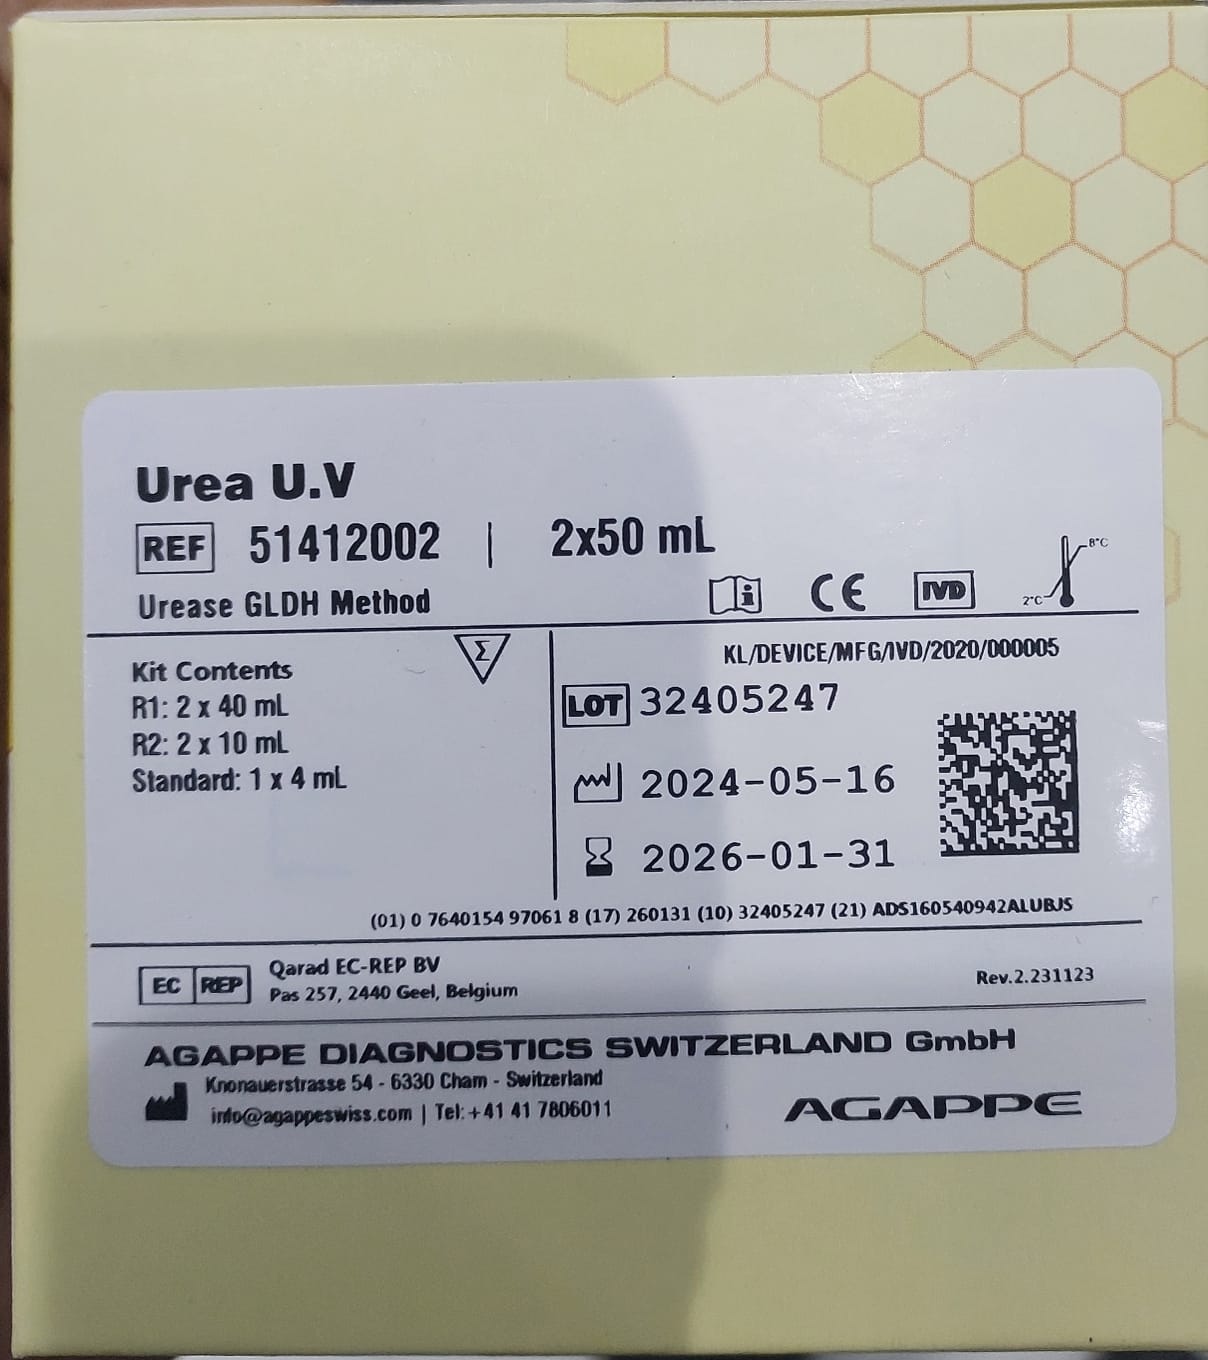 Urea U.V
REF 51412002 | 2x50 mL
Urease GLDH Method
CE IVD 2°C 8°C
Kit Contents
R1: 2 x 40 mL
R2: 2 x 10 mL
Standard: 1 x 4 mL
Σ
KL/DEVICE/MFG/IVD/2020/000005
LOT 32405247
2024-05-16
2026-01-31
(01) 0 7640154 97061 8 (17) 260131 (10) 32405247 (21) ADS160540942ALUBJS
EC REP Qarad EC-REP BV
Pas 257, 2440 Geel, Belgium
Rev.2.231123
AGAPPE DIAGNOSTICS SWITZERLAND GmbH
Knonauerstrasse 54 - 6330 Cham - Switzerland
info@agappeswiss.com | Tel: +41 41 7806011
AGAPPE